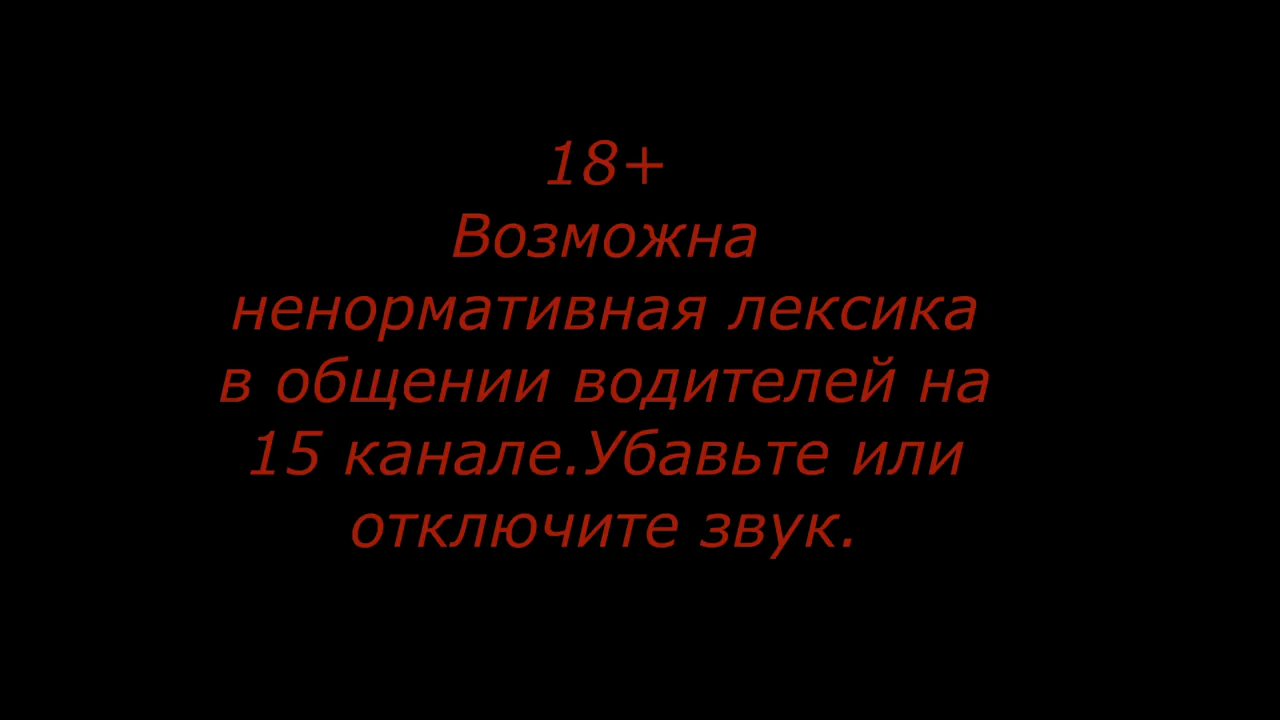 18+
Возможна
ненормативная лексика
в общении водителей на
15 канале.Убавьте или
отключите звук.